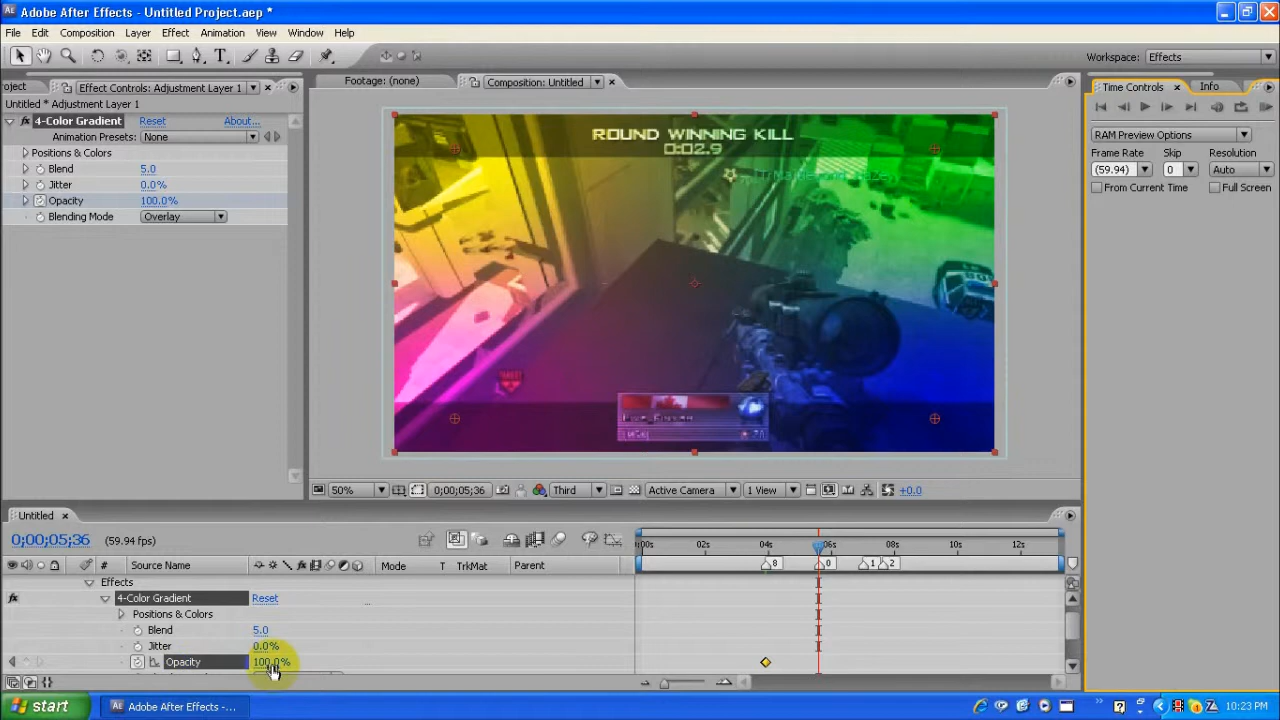 Adobe After Effects - Untitled Project.aep *
File Edit Composition Layer Effect Animation View Window Help
Workspace: Effects
oject Effect Controls: Adjustment Layer 1
Footage: (none) Composition: Untitled
Time Controls Info
Untitled * Adjustment Layer 1
4-Color Gradient Reset About...
Animation Presets: None
Positions & Colors
Blend 5.0
Jitter 0.0%
Opacity 100.0%
Blending Mode Overlay
ROUND WINNING KILL
0:02.9
RAM Preview Options
Frame Rate Skip Resolution
(59.94) 0 Auto
From Current Time Full Screen
50% 0;00;05;36 Third Active Camera 1 View +0.0
Untitled
0;00;05;36 (59.94 fps)
:00s 02s 04s 06s 08s 10s 12s
8 0 1 2
# Source Name Mode T TrkMat Parent
Effects
4-Color Gradient Reset
Positions & Colors
Blend 5.0
Jitter 0.0%
Opacity 100.0%
start Adobe After Effects -... 10:23 PM